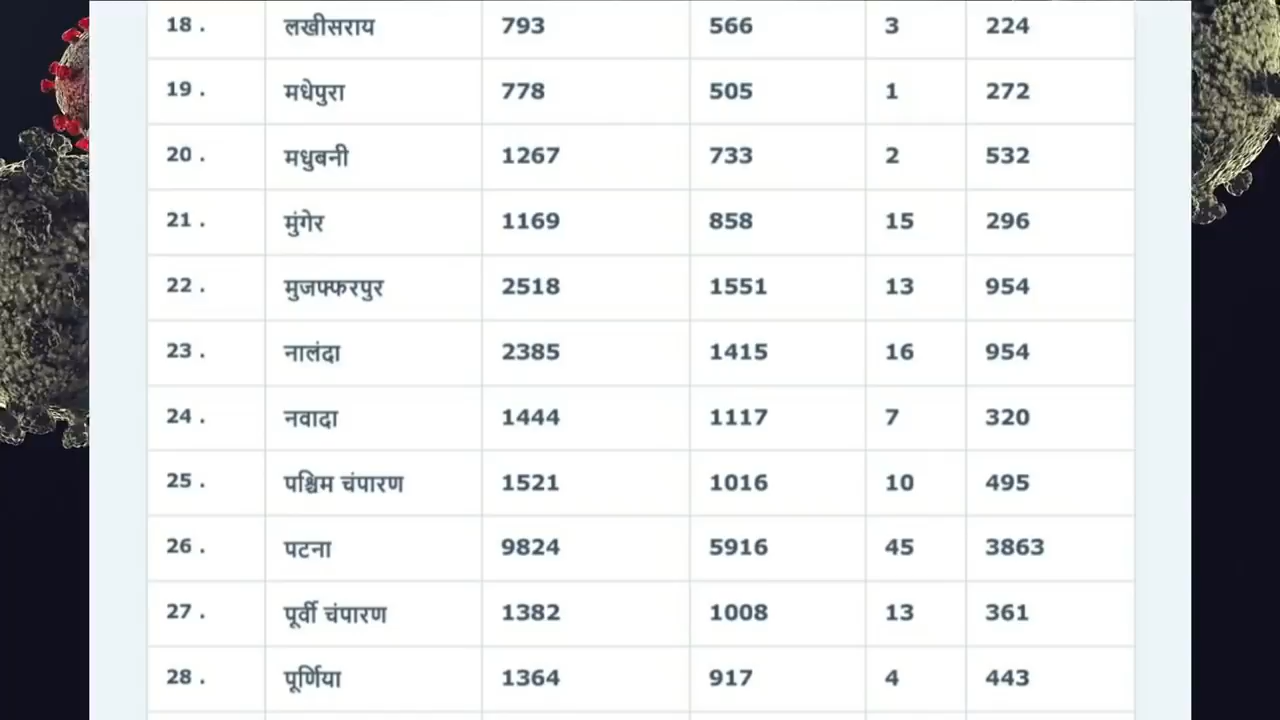 18 . लखीसराय 793 566 3 224
19 . मधेपुरा 778 505 1 272
20 . मधुबनी 1267 733 2 532
21 . मुंगेर 1169 858 15 296
22 . मुजफ्फरपुर 2518 1551 13 954
23 . नालंदा 2385 1415 16 954
24 . नवादा 1444 1117 7 320
25 . पश्चिम चंपारण 1521 1016 10 495
26 . पटना 9824 5916 45 3863
27 . पूर्वी चंपारण 1382 1008 13 361
28 . पूर्णिया 1364 917 4 443